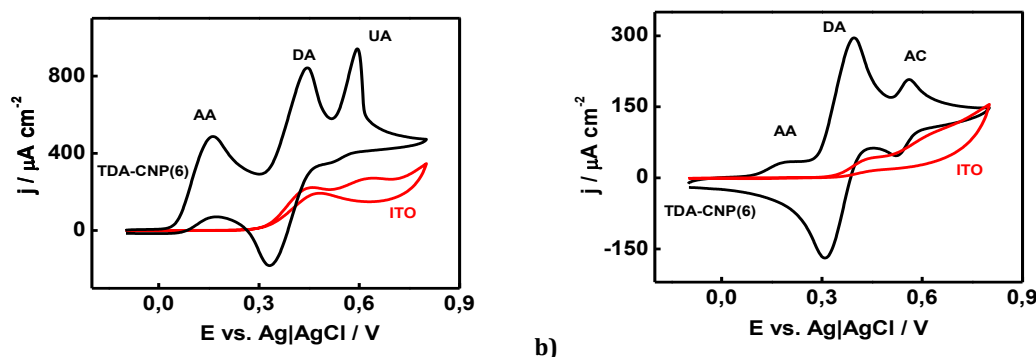 UA
DA
800
AA
400
TDA-CNP(6)
ITO
0
0,0 0,3 0,6 0,9
E vs. Ag|AgCl / V
j / µA cm-2
300
DA
AC
150
AA
0
ITO
TDA-CNP(6)
-150
0,0 0,3 0,6 0,9
E vs. Ag|AgCl / V
j / µA cm-2
b)